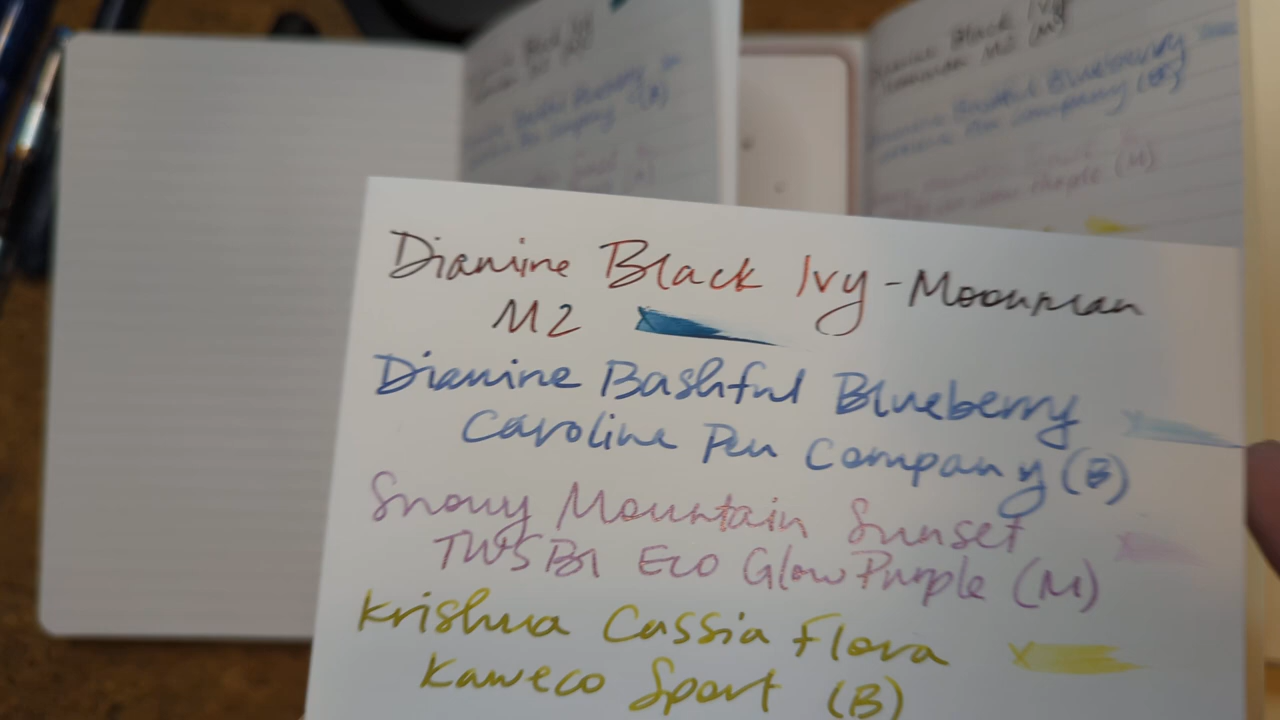 Diamine Black Ivy - Moonman
M2
Diamine Bashful Blueberry
Caroline Pen Company (B)
Snowy Mountain Sunset
TWSBI Eco Glow Purple (M)
Krishna Cassia Flora
Kaweco Sport (B)